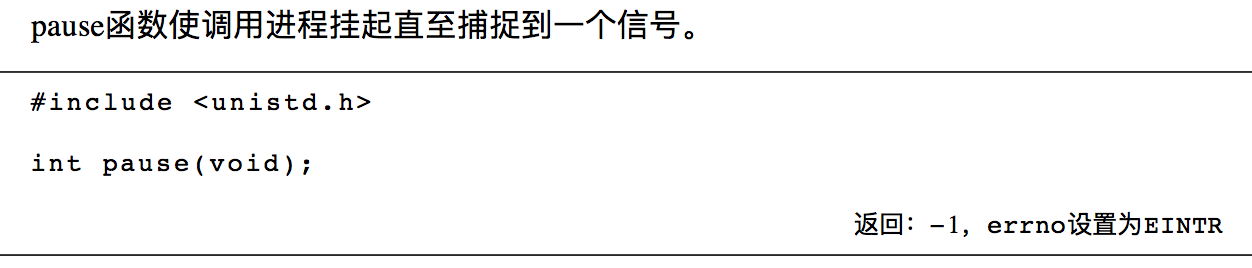 pause函数使调用进程挂起直至捕捉到一个信号。
#include <unistd.h>
int pause(void);
返回：-1，errno设置为EINTR